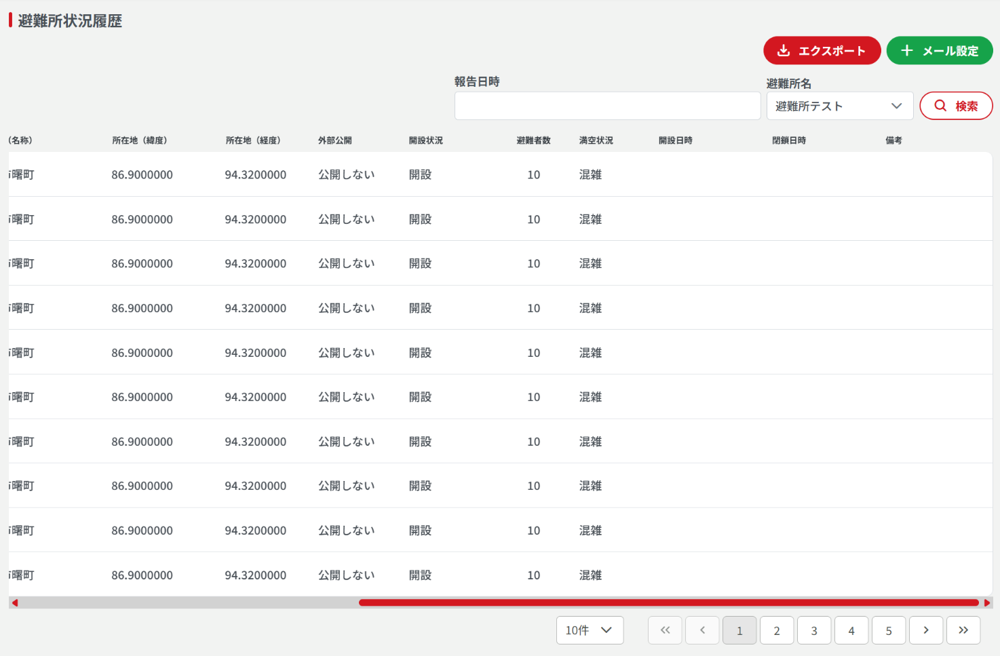 避難所状況履歴
エクスポート メール設定
報告日時 避難所名
避難所テスト 検索
(名称) 所在地（緯度） 所在地（経度） 外部公開 開設状況 避難者数 満空状況 開設日時 閉鎖日時 備考
曙町 86.9000000 94.3200000 公開しない 開設 10 混雑
曙町 86.9000000 94.3200000 公開しない 開設 10 混雑
曙町 86.9000000 94.3200000 公開しない 開設 10 混雑
曙町 86.9000000 94.3200000 公開しない 開設 10 混雑
曙町 86.9000000 94.3200000 公開しない 開設 10 混雑
曙町 86.9000000 94.3200000 公開しない 開設 10 混雑
曙町 86.9000000 94.3200000 公開しない 開設 10 混雑
曙町 86.9000000 94.3200000 公開しない 開設 10 混雑
曙町 86.9000000 94.3200000 公開しない 開設 10 混雑
曙町 86.9000000 94.3200000 公開しない 開設 10 混雑
10件 1 2 3 4 5